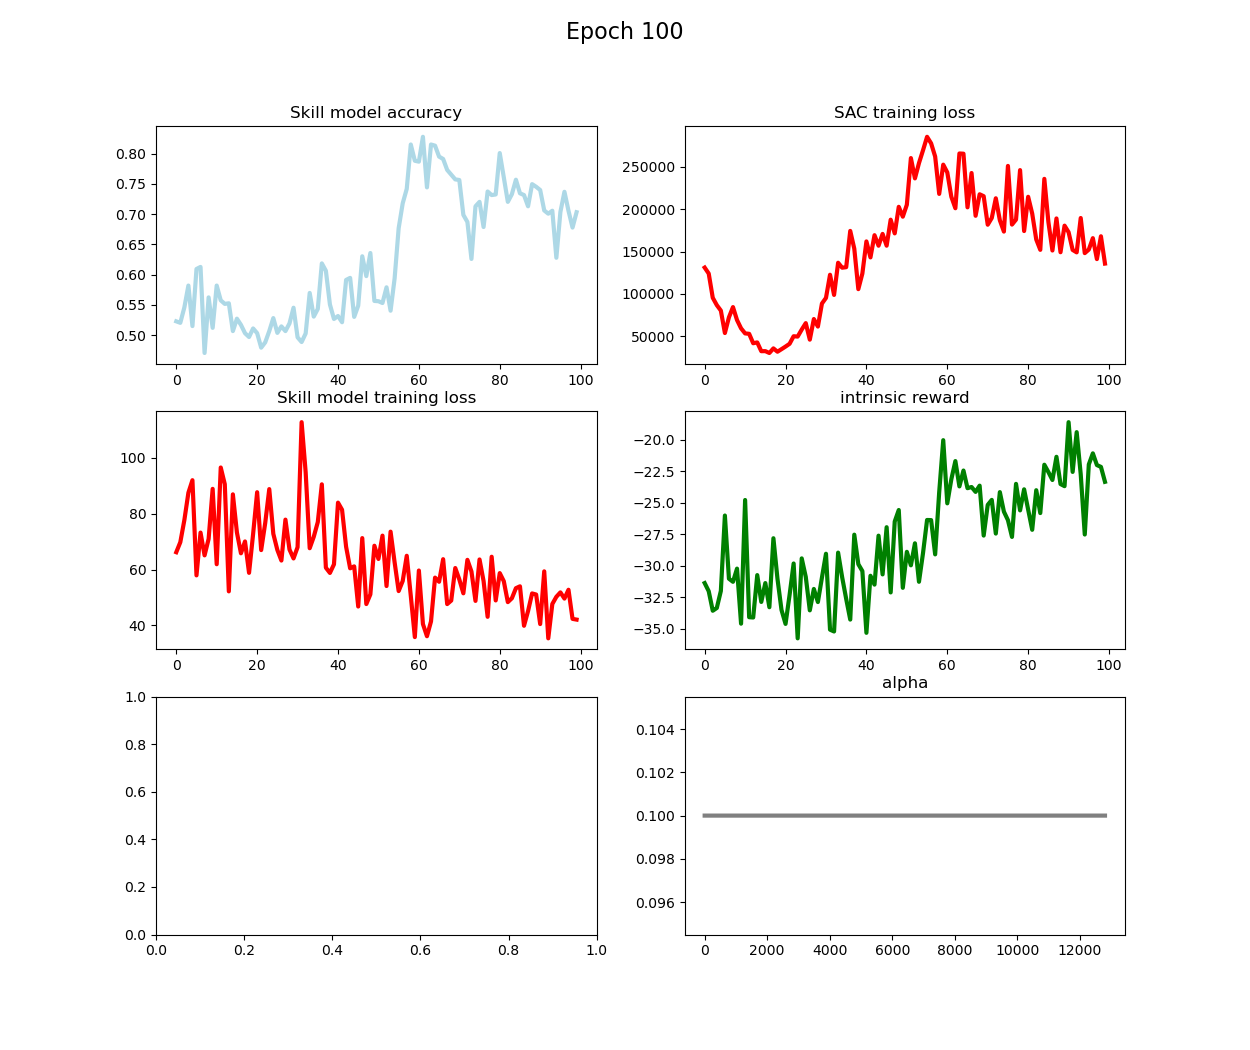 Epoch 100
Skill model accuracy
0.80
0.75
0.70
0.65
0.60
0.55
0.50
0 20 40 60 80 100
SAC training loss
250000
200000
150000
100000
50000
0 20 40 60 80 100
Skill model training loss
100
80
60
40
0 20 40 60 80 100
intrinsic reward
−20.0
−22.5
−25.0
−27.5
−30.0
−32.5
−35.0
0 20 40 60 80 100
1.0
0.8
0.6
0.4
0.2
0.0
0.0 0.2 0.4 0.6 0.8 1.0
alpha
0.104
0.102
0.100
0.098
0.096
0 2000 4000 6000 8000 10000 12000